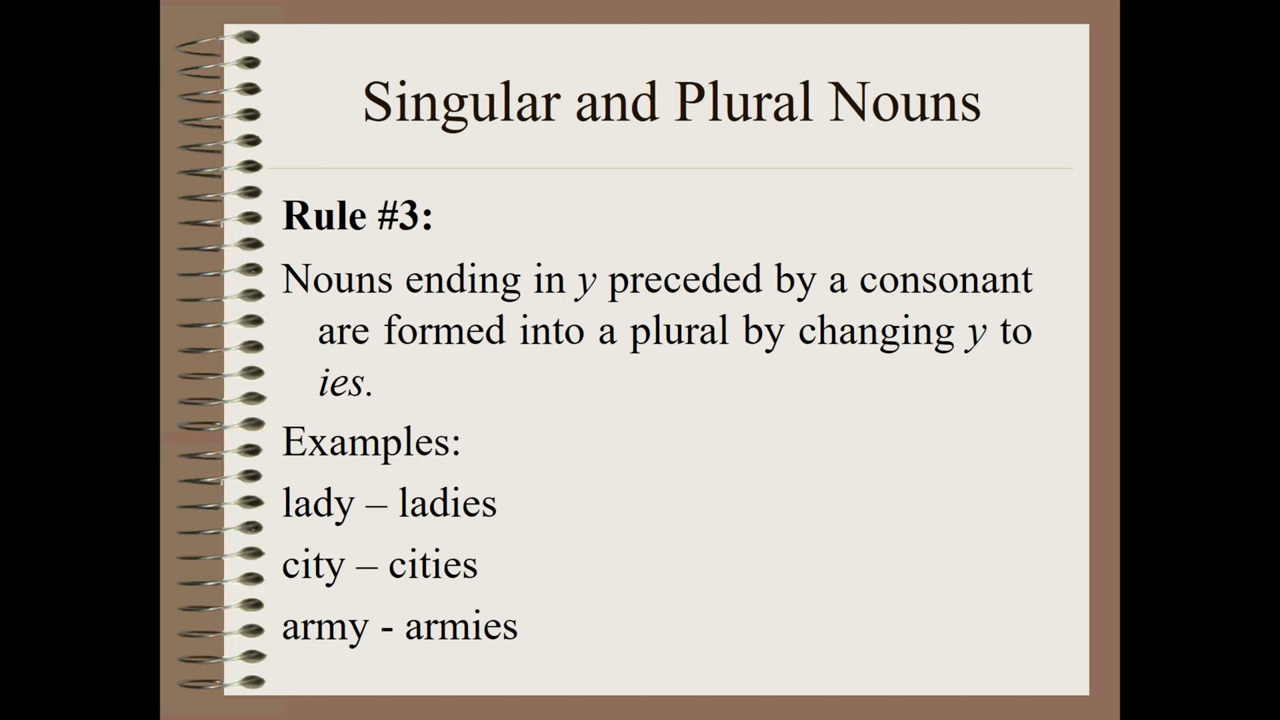 Singular and Plural Nouns
Rule #3:
Nouns ending in y preceded by a consonant
are formed into a plural by changing y to
ies.
Examples:
lady – ladies
city – cities
army - armies